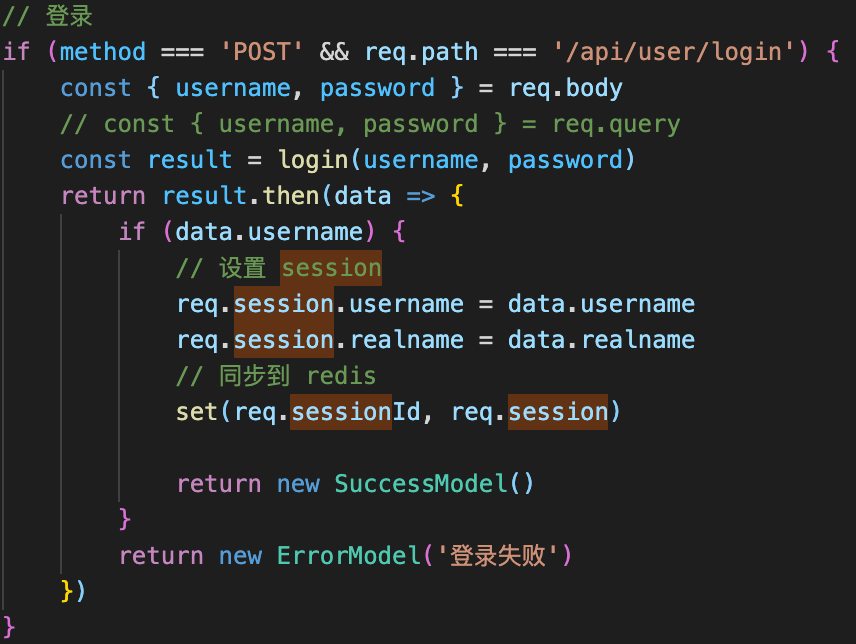 // 登录
if (method === 'POST' && req.path === '/api/user/login') {
    const { username, password } = req.body
    // const { username, password } = req.query
    const result = login(username, password)
    return result.then(data => {
        if (data.username) {
            // 设置 session
            req.session.username = data.username
            req.session.realname = data.realname
            // 同步到 redis
            set(req.sessionId, req.session)

            return new SuccessModel()
        }
        return new ErrorModel('登录失败')
    })
}